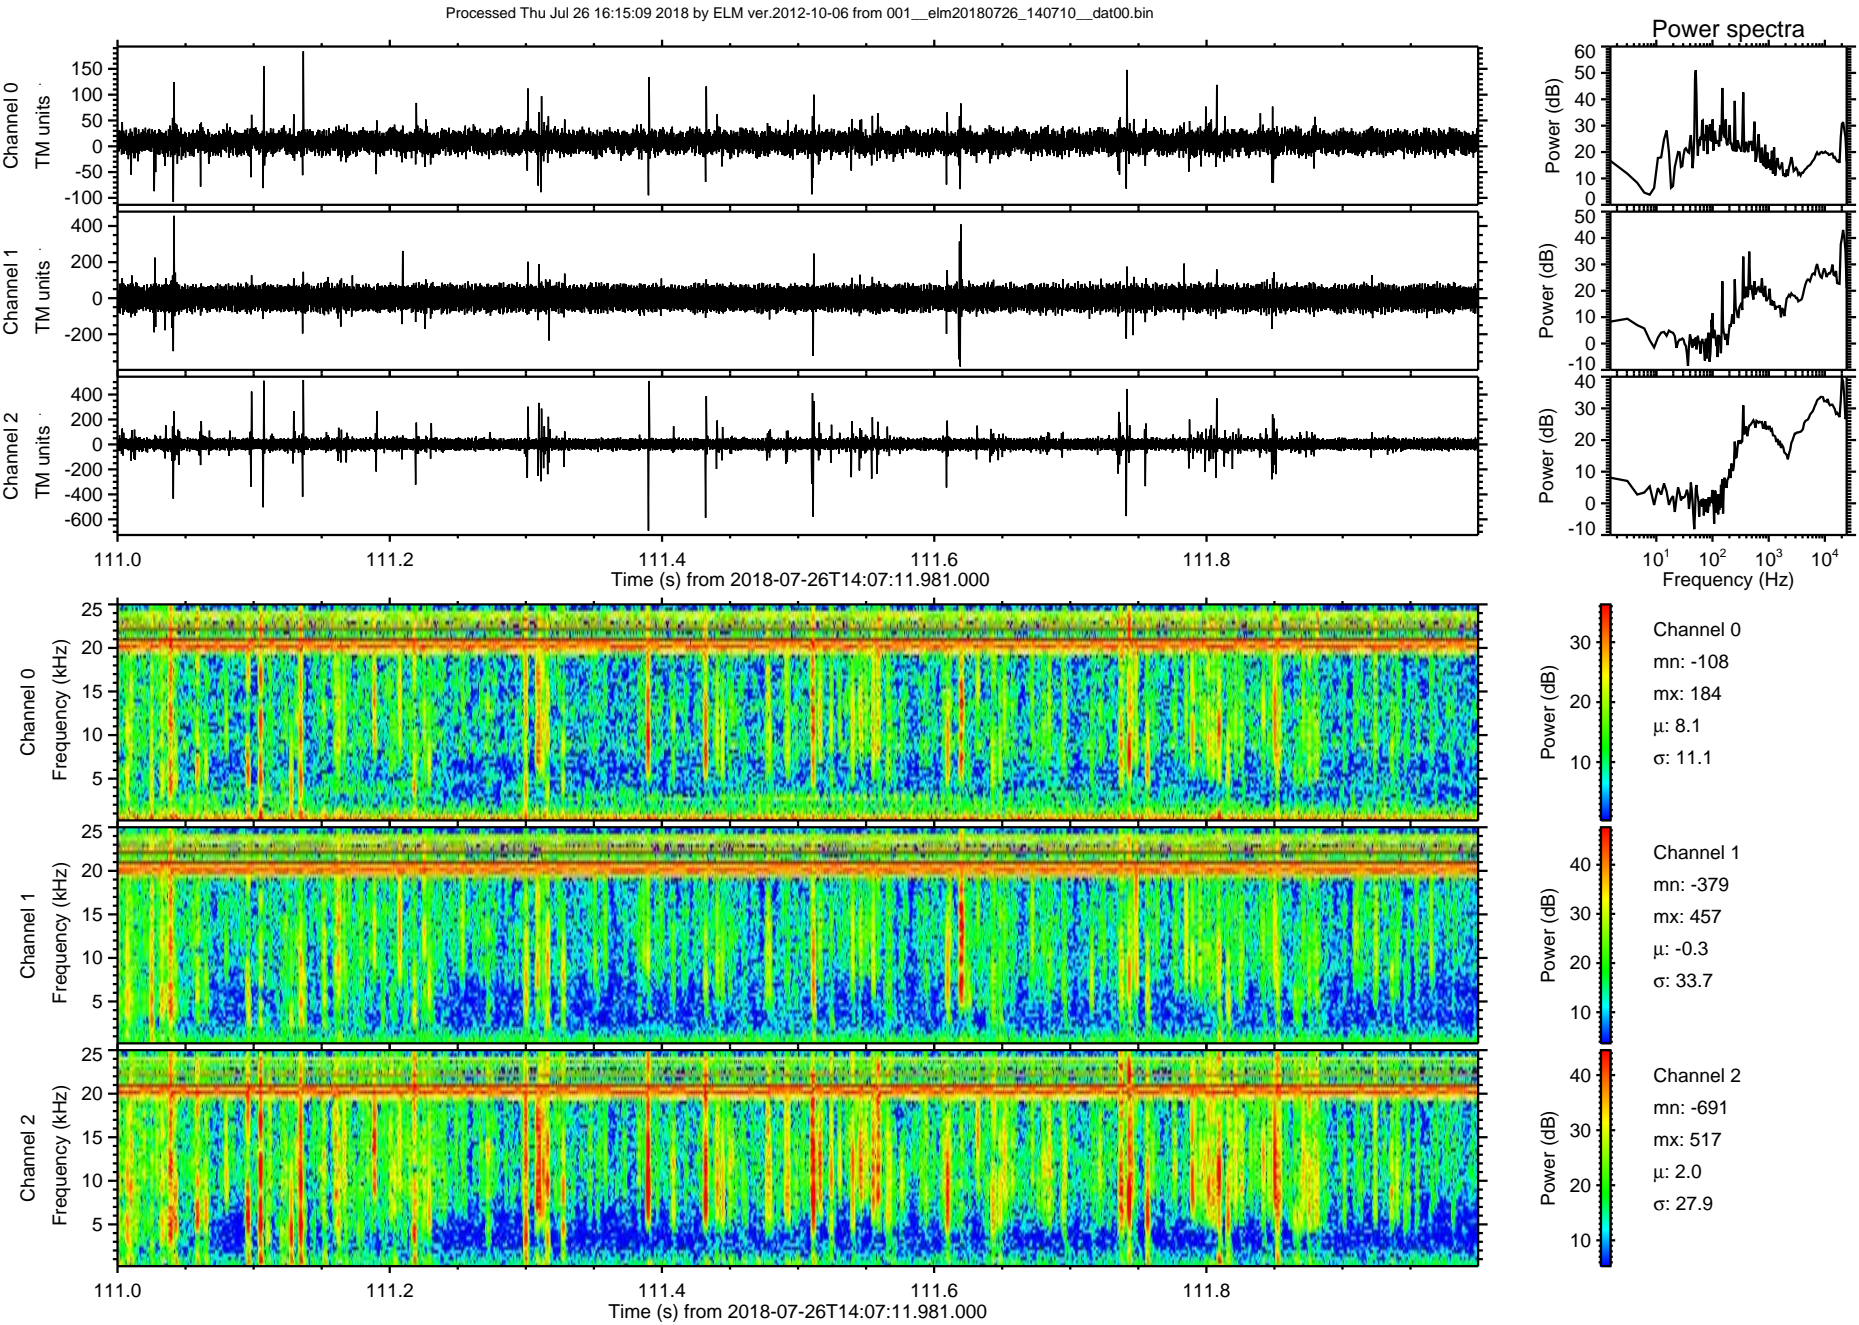 Processed Thu Jul 26 16:15:09 2018 by ELM ver.2012-10-06 from 001__elm20180726_140710__dat00.bin
Power spectra
Channel 0
TM units
150
100
50
0
-50
-100
Power (dB)
60
50
40
30
20
10
0
Channel 1
TM units
400
200
0
-200
Power (dB)
50
40
30
20
10
0
-10
Channel 2
TM units
400
200
0
-200
-400
-600
Power (dB)
40
30
20
10
0
-10
111.0 111.2 111.4 111.6 111.8
Time (s) from 2018-07-26T14:07:11.981.000
10^1 10^2 10^3 10^4
Frequency (Hz)
Channel 0
Frequency (kHz)
25
20
15
10
5
Power (dB)
30
20
10
Channel 0
mn: -108
mx: 184
μ: 8.1
σ: 11.1
Channel 1
Frequency (kHz)
25
20
15
10
5
Power (dB)
40
30
20
10
Channel 1
mn: -379
mx: 457
μ: -0.3
σ: 33.7
Channel 2
Frequency (kHz)
25
20
15
10
5
Power (dB)
40
30
20
10
Channel 2
mn: -691
mx: 517
μ: 2.0
σ: 27.9
111.0 111.2 111.4 111.6 111.8
Time (s) from 2018-07-26T14:07:11.981.000